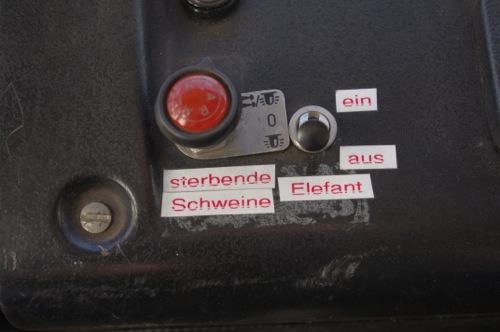 ein
0
aus
sterbende
Schweine Elefant